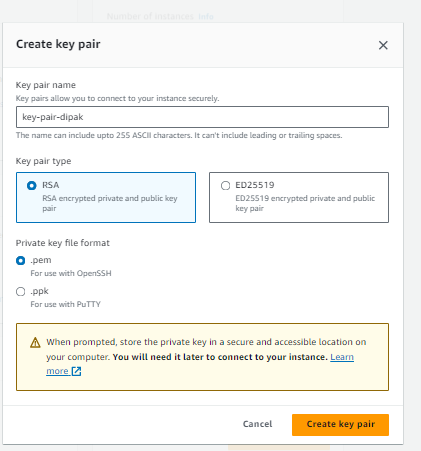 Number of instances Info
Create key pair
Key pair name
Key pairs allow you to connect to your instance securely.
key-pair-dipak
The name can include upto 255 ASCII characters. It can't include leading or trailing spaces.
Key pair type
RSA
RSA encrypted private and public key
pair
ED25519
ED25519 encrypted private and public
key pair
Private key file format
.pem
For use with OpenSSH
.ppk
For use with PuTTY
When prompted, store the private key in a secure and accessible location on
your computer. You will need it later to connect to your instance. Learn
more
Cancel
Create key pair